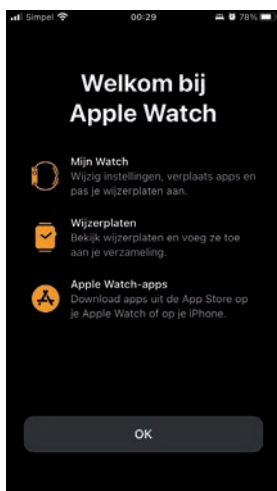 Simpel 00:29 78%
Welkom bij
Apple Watch
Mijn Watch
Wijzig instellingen, verplaats apps en
pas je wijzerplaten aan.
Wijzerplaten
Bekijk wijzerplaten en voeg ze toe
aan je verzameling.
Apple Watch-apps
Download apps uit de App Store op
je Apple Watch of op je iPhone.
OK